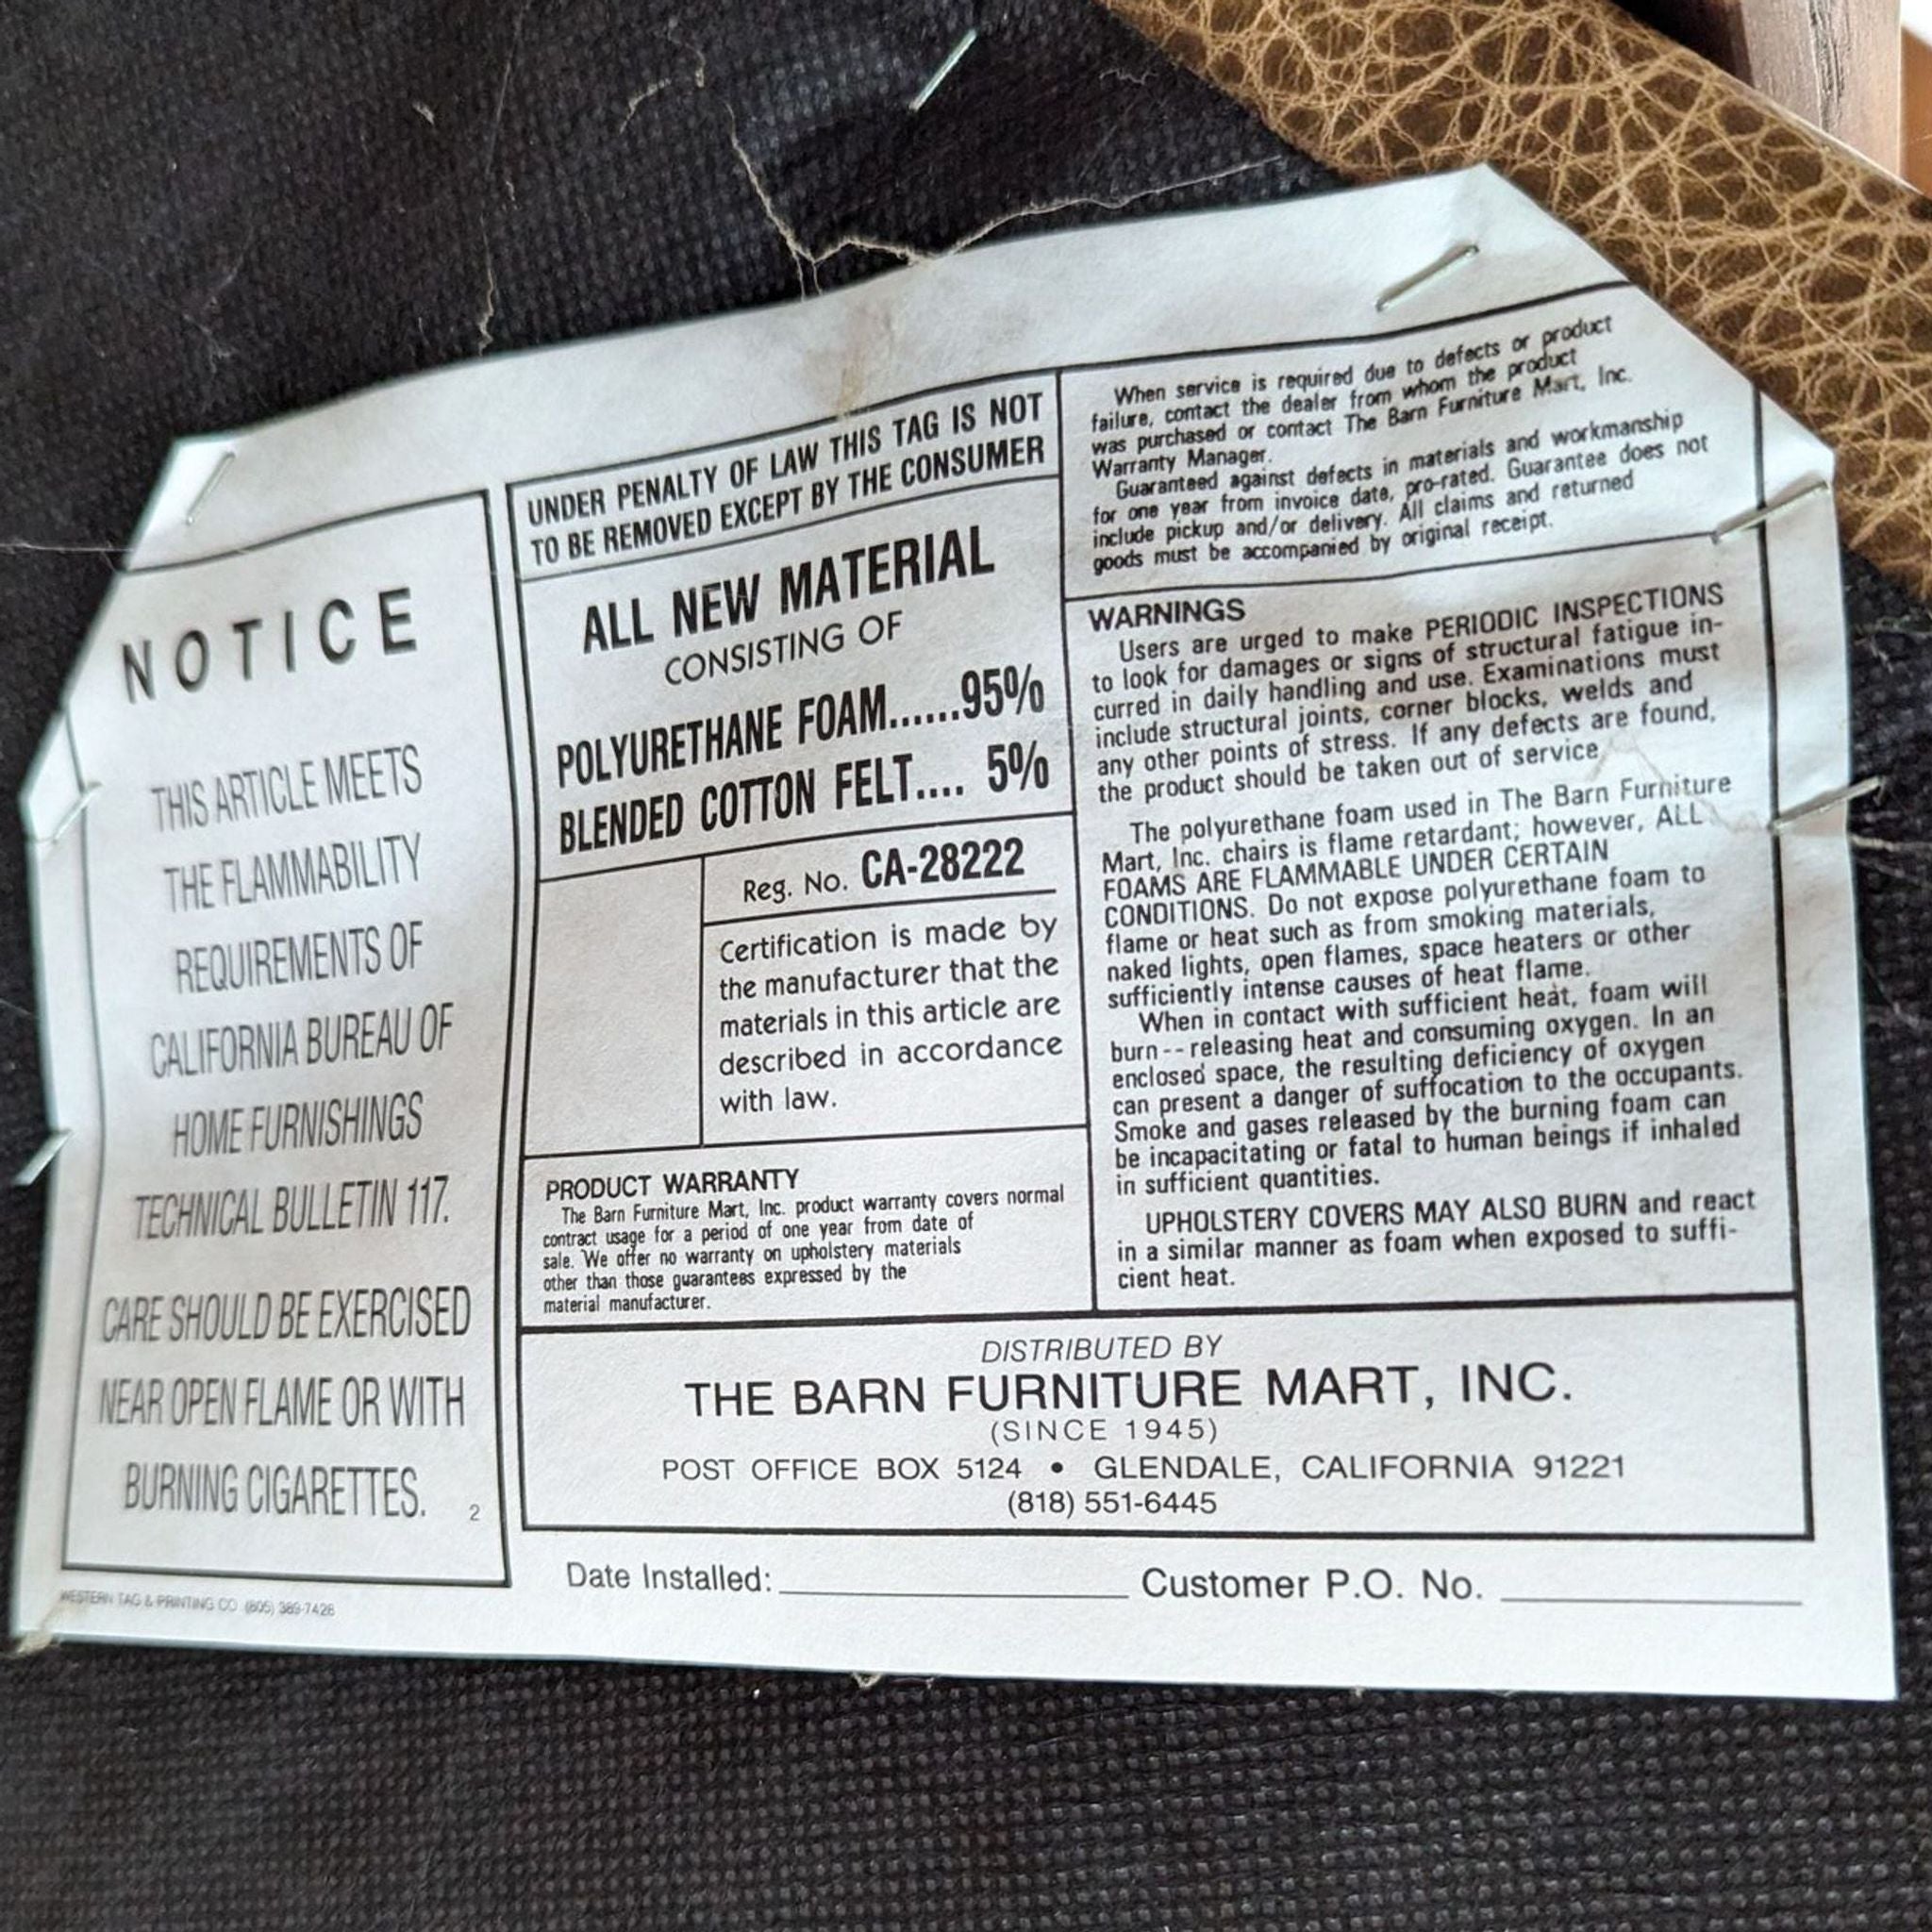 NOTICE
THIS ARTICLE MEETS
THE FLAMMABILITY
REQUIREMENTS OF
CALIFORNIA BUREAU OF
HOME FURNISHINGS
TECHNICAL BULLETIN 117.
CARE SHOULD BE EXERCISED
NEAR OPEN FLAME OR WITH
BURNING CIGARETTES.
2
WESTERN TAG & PRINTING CO (805) 389-7428
UNDER PENALTY OF LAW THIS TAG IS NOT
TO BE REMOVED EXCEPT BY THE CONSUMER
ALL NEW MATERIAL
CONSISTING OF
POLYURETHANE FOAM......95%
BLENDED COTTON FELT.... 5%
Reg. No. CA-28222
Certification is made by
the manufacturer that the
materials in this article are
described in accordance
with law.
PRODUCT WARRANTY
The Barn Furniture Mart, Inc. product warranty covers normal
contract usage for a period of one year from date of
sale. We offer no warranty on upholstery materials
other than those guarantees expressed by the
material manufacturer.
When service is required due to defects or product
failure, contact the dealer from whom the product
was purchased or contact The Barn Furniture Mart, Inc.
Warranty Manager.
Guaranteed against defects in materials and workmanship
for one year from invoice date, pro-rated. Guarantee does not
include pickup and/or delivery. All claims and returned
goods must be accompanied by original receipt.
WARNINGS
Users are urged to make PERIODIC INSPECTIONS
to look for damages or signs of structural fatigue in-
curred in daily handling and use. Examinations must
include structural joints, corner blocks, welds and
any other points of stress. If any defects are found,
the product should be taken out of service
The polyurethane foam used in The Barn Furniture
Mart, Inc. chairs is flame retardant; however, ALL
FOAMS ARE FLAMMABLE UNDER CERTAIN
CONDITIONS. Do not expose polyurethane foam to
flame or heat such as from smoking materials,
naked lights, open flames, space heaters or other
sufficiently intense causes of heat flame.
When in contact with sufficient heat, foam will
burn--releasing heat and consuming oxygen. In an
enclosed space, the resulting deficiency of oxygen
can present a danger of suffocation to the occupants.
Smoke and gases released by the burning foam can
be incapacitating or fatal to human beings if inhaled
in sufficient quantities.
UPHOLSTERY COVERS MAY ALSO BURN and react
in a similar manner as foam when exposed to suffi-
cient heat.
DISTRIBUTED BY
THE BARN FURNITURE MART, INC.
(SINCE 1945)
POST OFFICE BOX 5124 • GLENDALE, CALIFORNIA 91221
(818) 551-6445
Date Installed: Customer P.O. No.